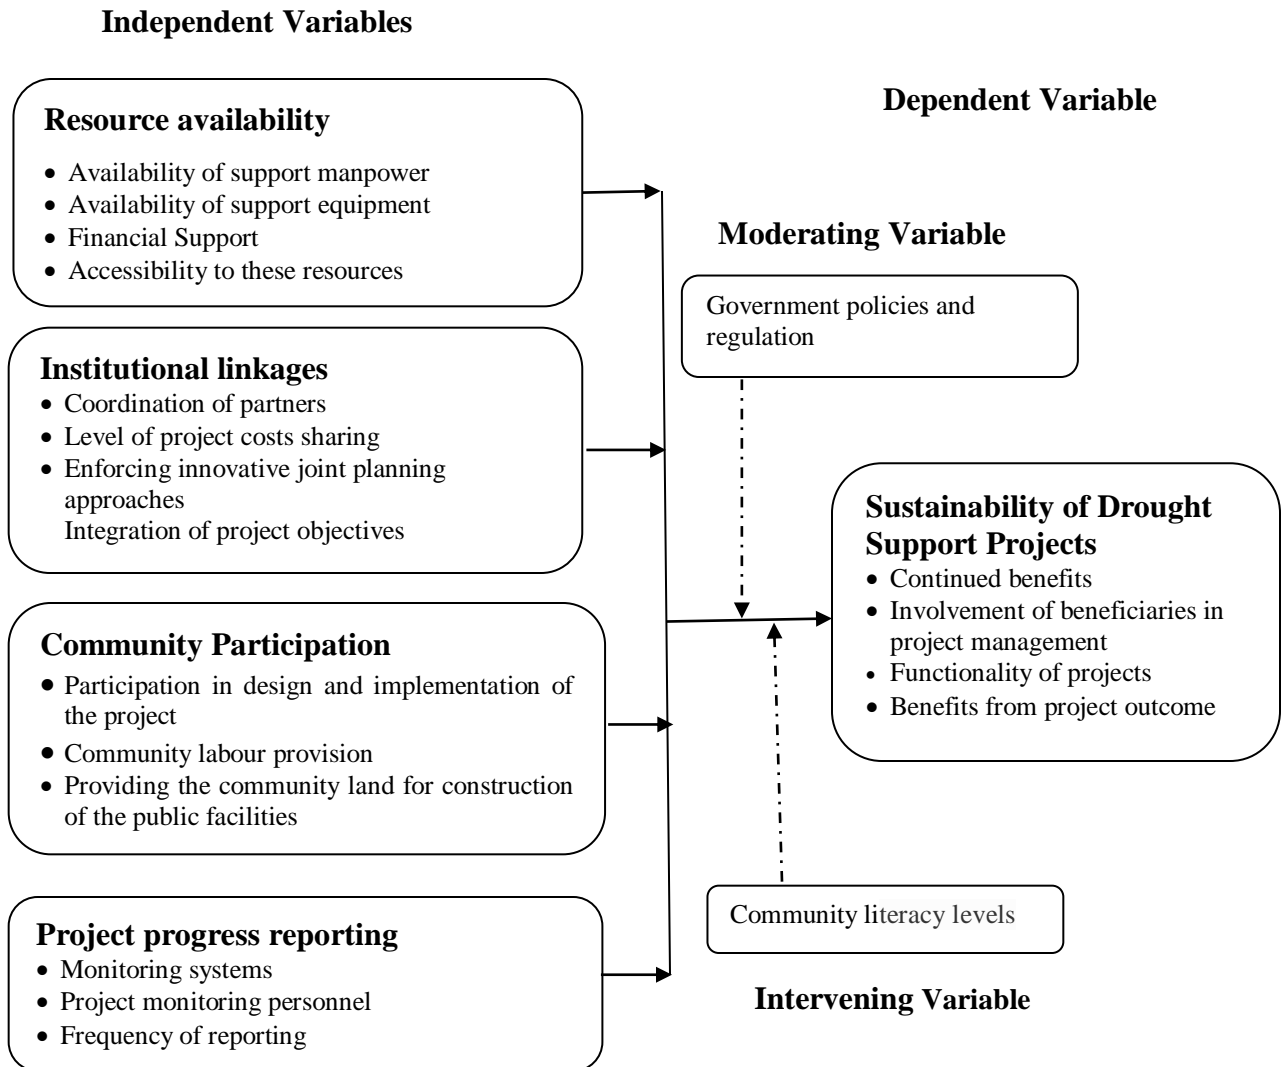 Independent Variables
Resource availability
• Availability of support manpower
• Availability of support equipment
• Financial Support
• Accessibility to these resources
Institutional linkages
• Coordination of partners
• Level of project costs sharing
• Enforcing innovative joint planning
approaches
Integration of project objectives
Community Participation
• Participation in design and implementation of
the project
• Community labour provision
• Providing the community land for construction
of the public facilities
Project progress reporting
• Monitoring systems
• Project monitoring personnel
• Frequency of reporting
Dependent Variable
Moderating Variable
Government policies and
regulation
Sustainability of Drought
Support Projects
• Continued benefits
• Involvement of beneficiaries in
project management
• Functionality of projects
• Benefits from project outcome
Community literacy levels
Intervening Variable